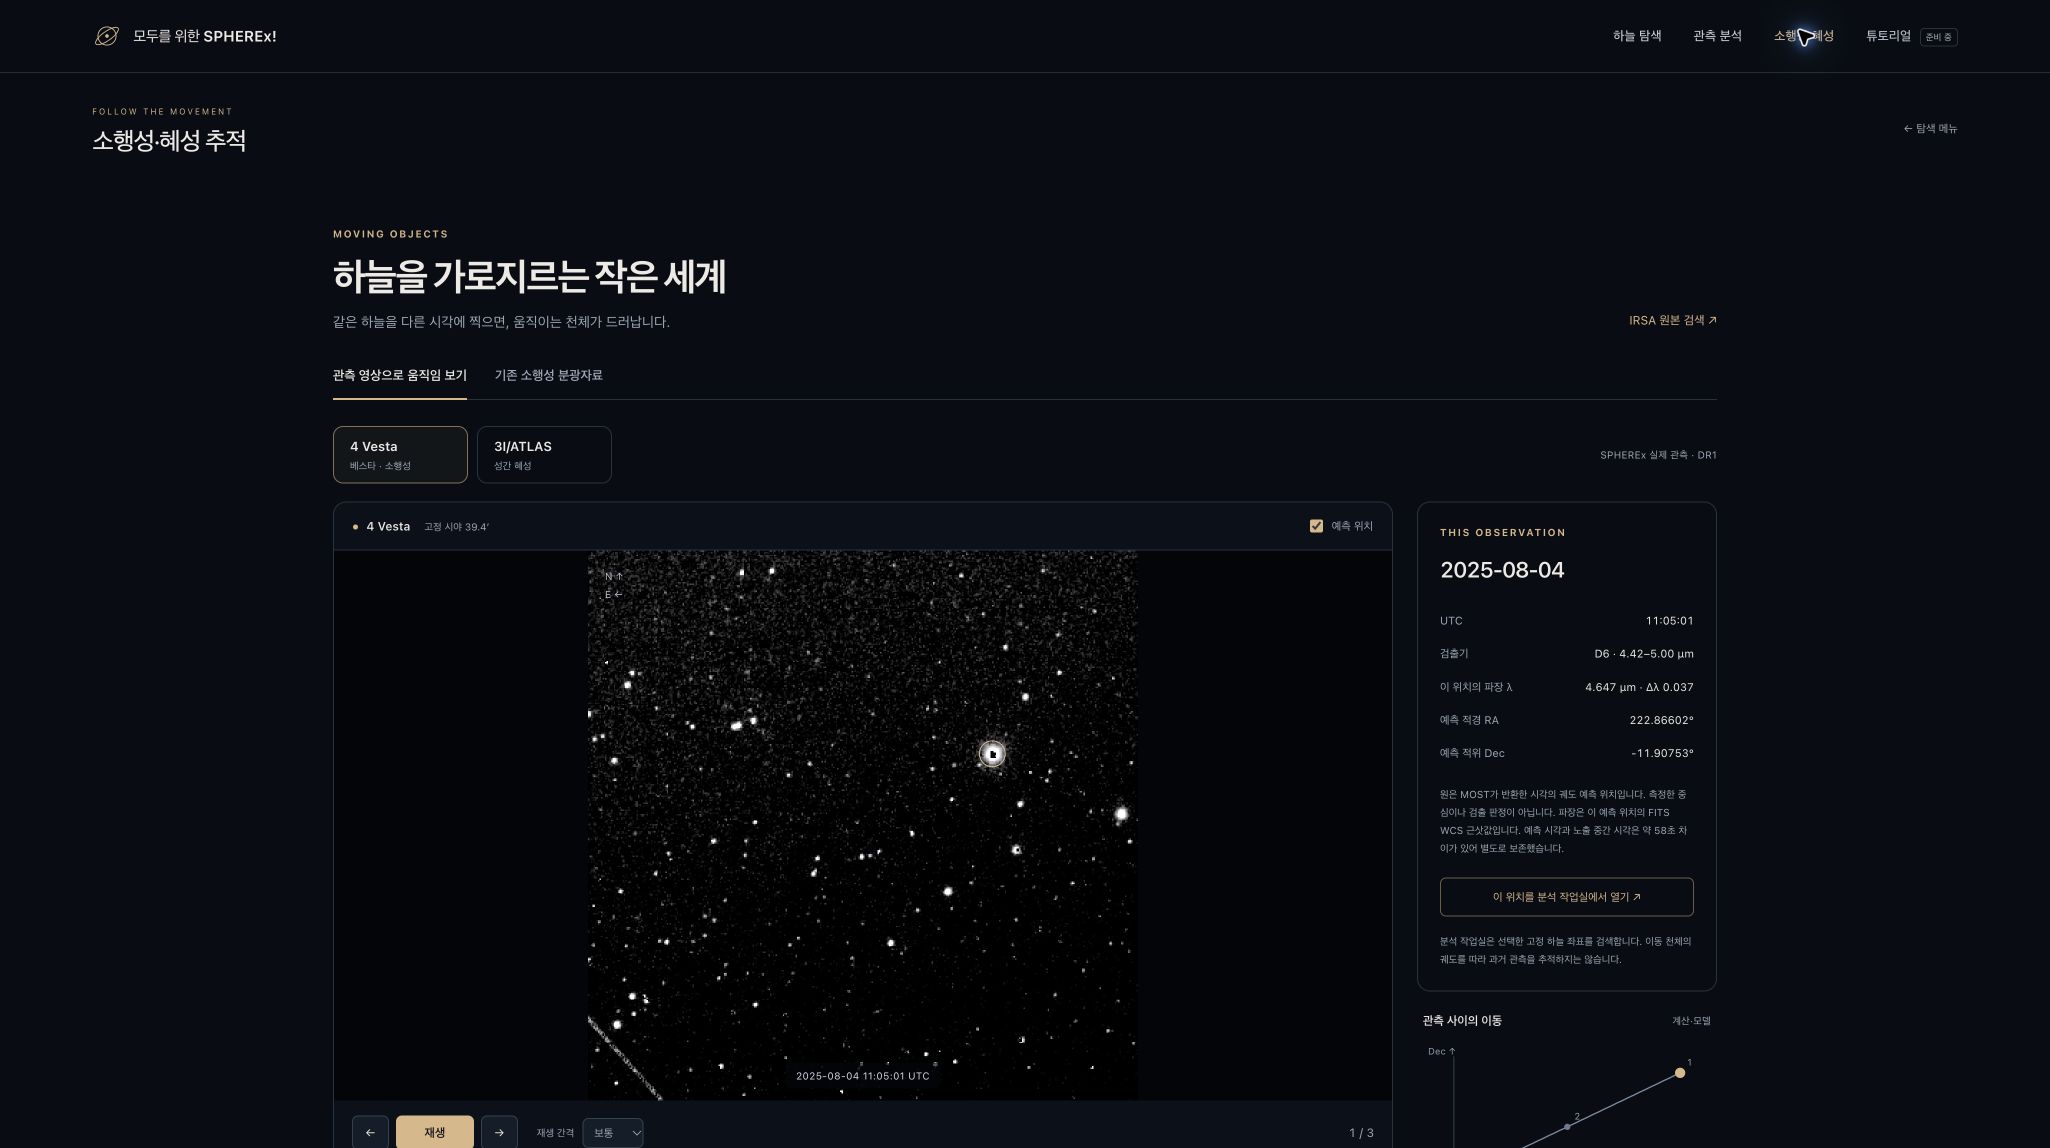 모두를 위한 SPHEREx!
하늘 탐색
관측 분석
소행 혜성
튜토리얼 준비 중
FOLLOW THE MOVEMENT
소행성·혜성 추적
← 탐색 메뉴
MOVING OBJECTS
하늘을 가로지르는 작은 세계
같은 하늘을 다른 시각에 찍으면, 움직이는 천체가 드러납니다.
IRSA 원본 검색 ↗
관측 영상으로 움직임 보기
기존 소행성 분광자료
4 Vesta
베스타 · 소행성
3I/ATLAS
성간 혜성
SPHEREx 실제 관측 · DR1
4 Vesta 고정 시야 39.4′
예측 위치
N ↑
E ←
2025-08-04 11:05:01 UTC
← 재생 → 재생 간격 보통
1 / 3
THIS OBSERVATION
2025-08-04
UTC 11:05:01
검출기 D6 · 4.42–5.00 µm
이 위치의 파장 λ 4.647 µm · Δλ 0.037
예측 적경 RA 222.86602°
예측 적위 Dec -11.90753°
원은 MOST가 반환한 시각의 궤도 예측 위치입니다. 측정한 중
심이나 검출 판정이 아닙니다. 파장은 이 예측 위치의 FITS
WCS 근삿값입니다. 예측 시각과 노출 중간 시각은 약 58초 차
이가 있어 별도로 보존했습니다.
이 위치를 분석 작업실에서 열기 ↗
분석 작업실은 선택한 고정 하늘 좌표를 검색합니다. 이동 천체의
궤도를 따라 과거 관측을 추적하지는 않습니다.
관측 사이의 이동 계산·모델
Dec ↑
1
2